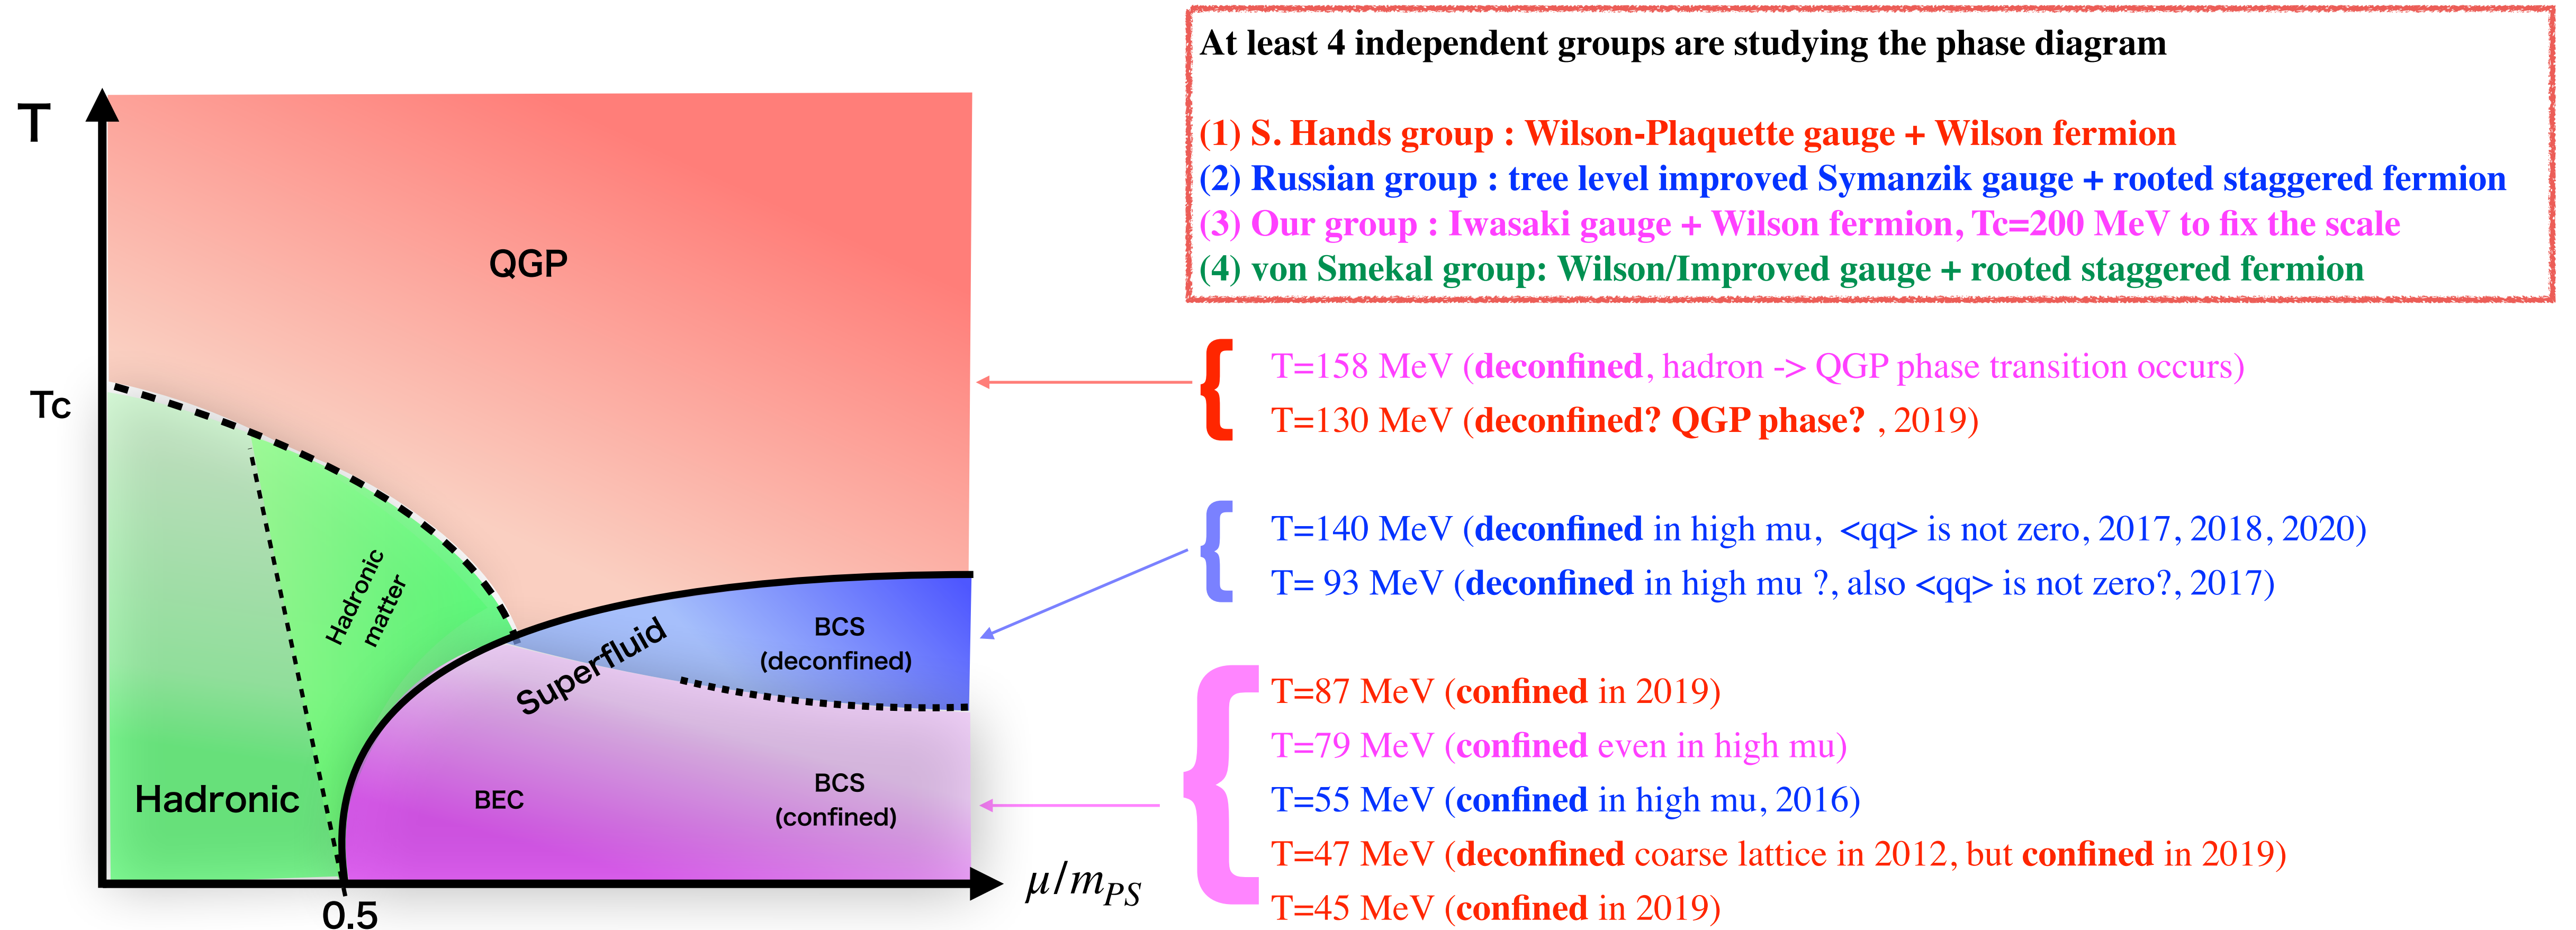 T
Tc
QGP
Hadronic
matter
Superfluid
BCS
(deconfined)
Hadronic
BEC
BCS
(confined)
0.5
μ/m_PS
At least 4 independent groups are studying the phase diagram
(1) S. Hands group : Wilson-Plaquette gauge + Wilson fermion
(2) Russian group : tree level improved Symanzik gauge + rooted staggered fermion
(3) Our group : Iwasaki gauge + Wilson fermion, Tc=200 MeV to fix the scale
(4) von Smekal group: Wilson/Improved gauge + rooted staggered fermion
T=158 MeV (deconfined, hadron -> QGP phase transition occurs)
T=130 MeV (deconfined? QGP phase? , 2019)
T=140 MeV (deconfined in high mu, <qq> is not zero, 2017, 2018, 2020)
T= 93 MeV (deconfined in high mu ?, also <qq> is not zero?, 2017)
T=87 MeV (confined in 2019)
T=79 MeV (confined even in high mu)
T=55 MeV (confined in high mu, 2016)
T=47 MeV (deconfined coarse lattice in 2012, but confined in 2019)
T=45 MeV (confined in 2019)